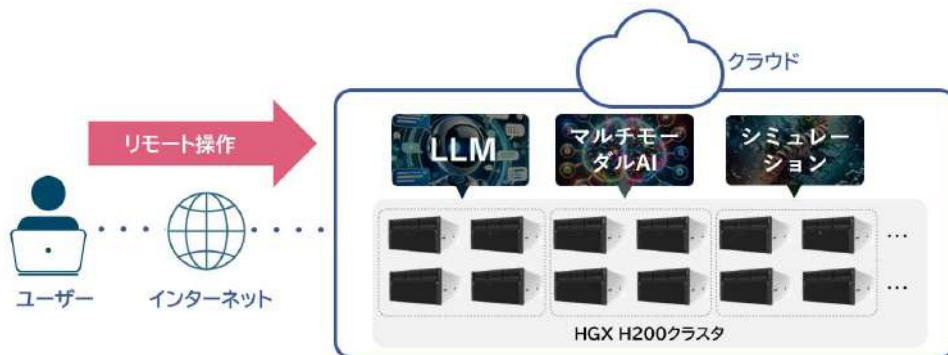 クラウド
リモート操作
LLM
マルチモー
ダルAI
シミュレー
ション
ユーザー
インターネット
...
...
HGX H200クラスタ